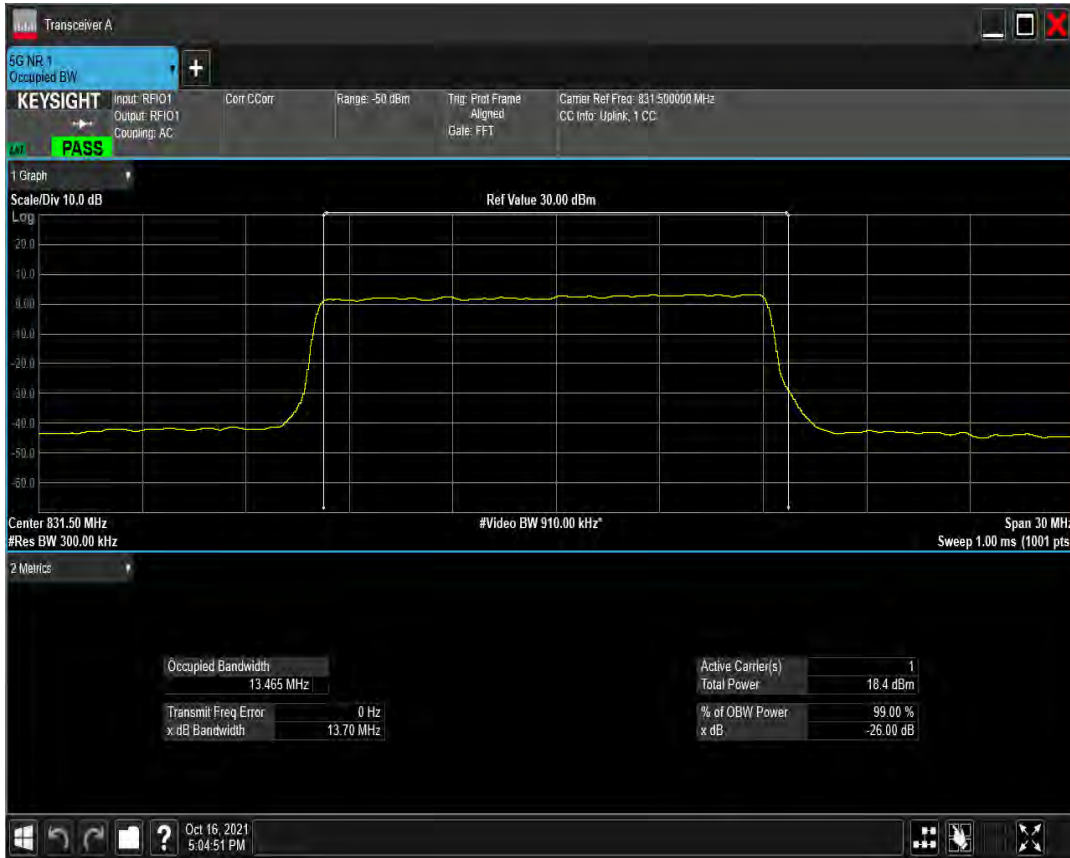 Transceiver A
5G NR 1
Occupied BW
+
KEYSIGHT
PASS
Input: RFIO1
Output: RFIO1
Coupling: AC
Corr CCorr
Range: -50 dBm
Trig: Prot Frame
Aligned
Gate: FFT
Carrier Ref Freq: 831.500000 MHz
CC Info: Uplink, 1 CC
1 Graph
Scale/Div 10.0 dB
Ref Value 30.00 dBm
Log
20.0
10.0
0.00
-10.0
-20.0
-30.0
-40.0
-50.0
-60.0
Center 831.50 MHz
#Video BW 910.00 kHz*
Span 30 MHz
#Res BW 300.00 kHz
Sweep 1.00 ms (1001 pts
2 Metrics
Occupied Bandwidth
13.465 MHz
Transmit Freq Error 0 Hz
x dB Bandwidth 13.70 MHz
Active Carrier(s) 1
Total Power 18.4 dBm
% of OBW Power 99.00 %
x dB -26.00 dB
?
Oct 16, 2021
5:04:51 PM